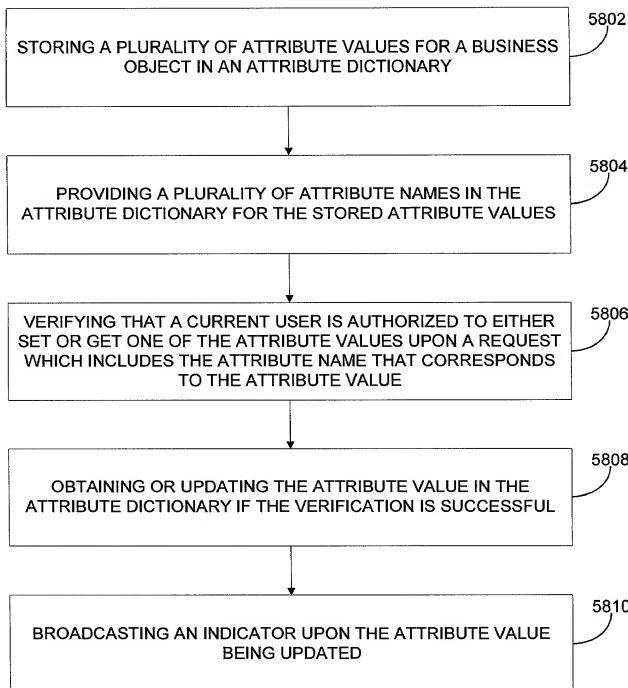 5802
STORING A PLURALITY OF ATTRIBUTE VALUES FOR A BUSINESS
OBJECT IN AN ATTRIBUTE DICTIONARY
5804
PROVIDING A PLURALITY OF ATTRIBUTE NAMES IN THE
ATTRIBUTE DICTIONARY FOR THE STORED ATTRIBUTE VALUES
5806
VERIFYING THAT A CURRENT USER IS AUTHORIZED TO EITHER
SET OR GET ONE OF THE ATTRIBUTE VALUES UPON A REQUEST
WHICH INCLUDES THE ATTRIBUTE NAME THAT CORRESPONDS
TO THE ATTRIBUTE VALUE
5808
OBTAINING OR UPDATING THE ATTRIBUTE VALUE IN THE
ATTRIBUTE DICTIONARY IF THE VERIFICATION IS SUCCESSFUL
5810
BROADCASTING AN INDICATOR UPON THE ATTRIBUTE VALUE
BEING UPDATED